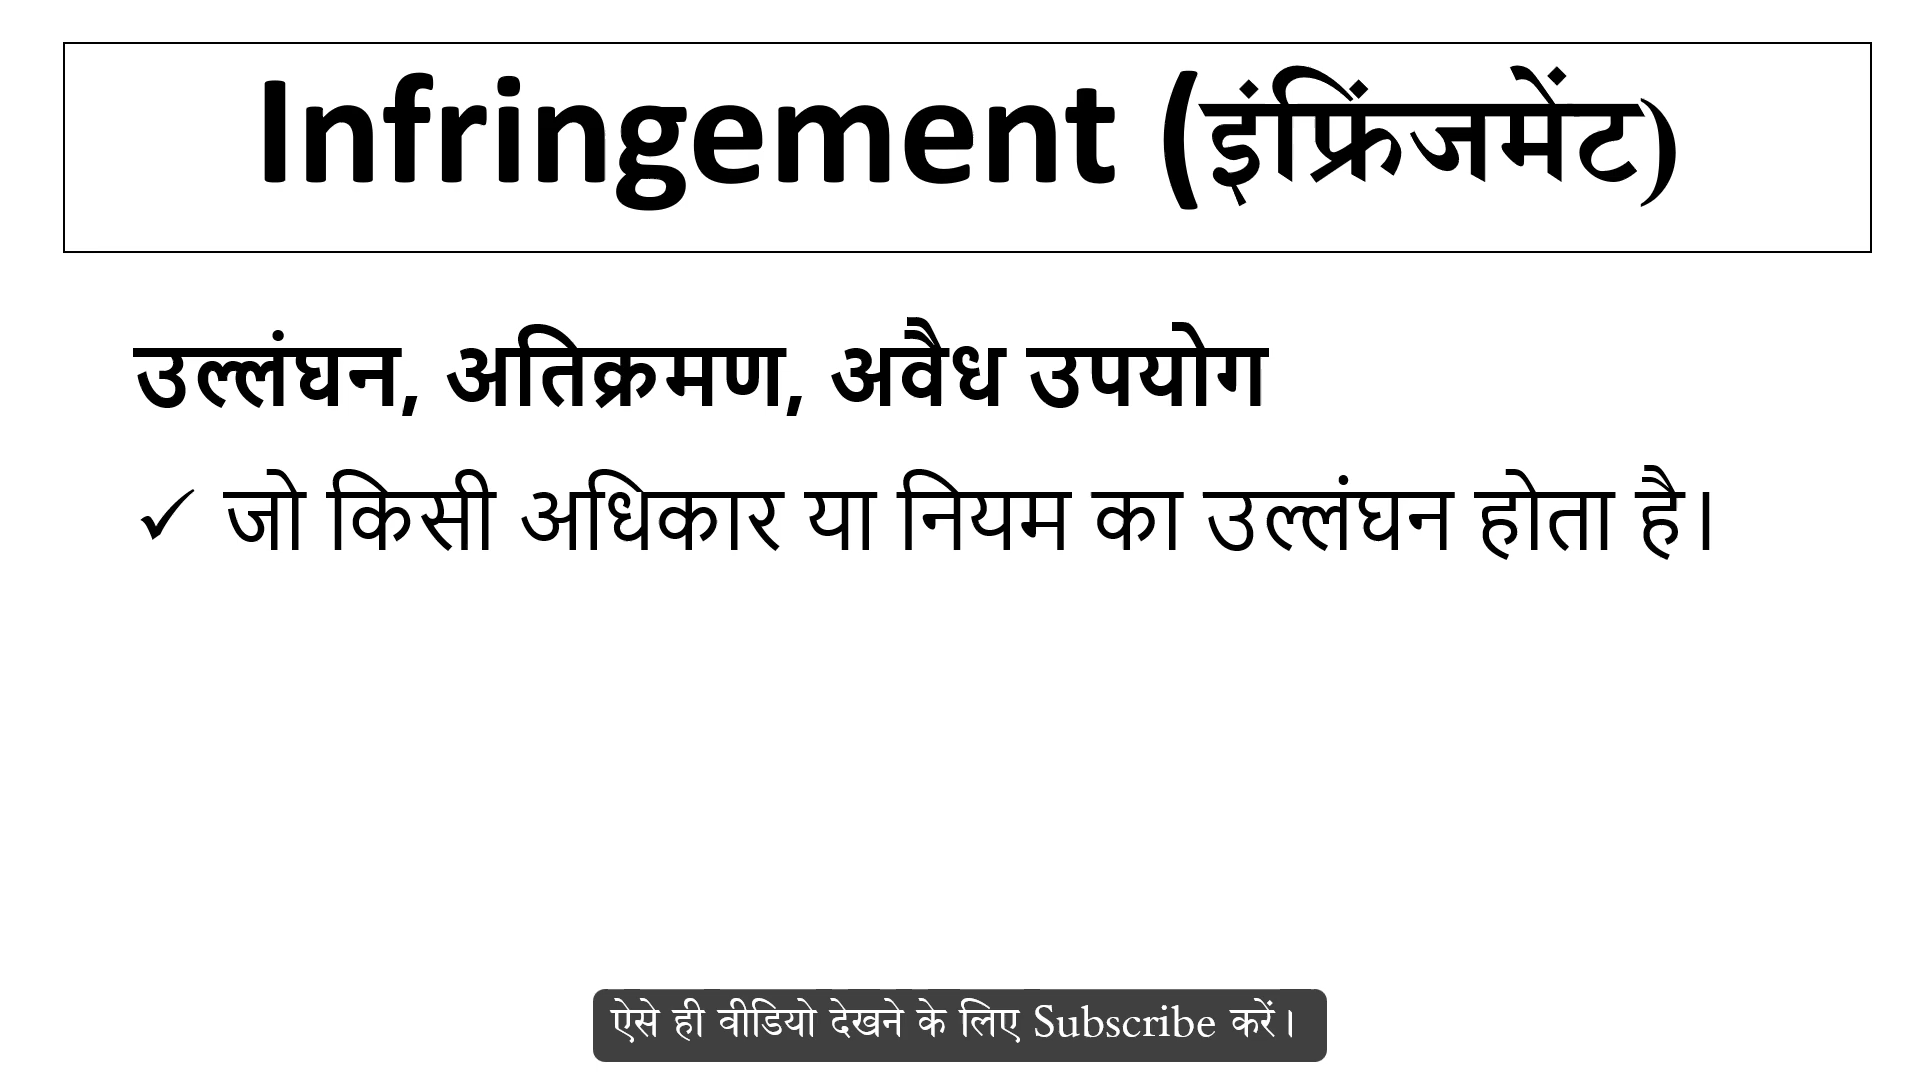 Infringement (इंफ्रिंजमेंट)
उल्लंघन, अतिक्रमण, अवैध उपयोग
✓ जो किसी अधिकार या नियम का उल्लंघन होता है।
ऐसे ही वीडियो देखने के लिए Subscribe करें।